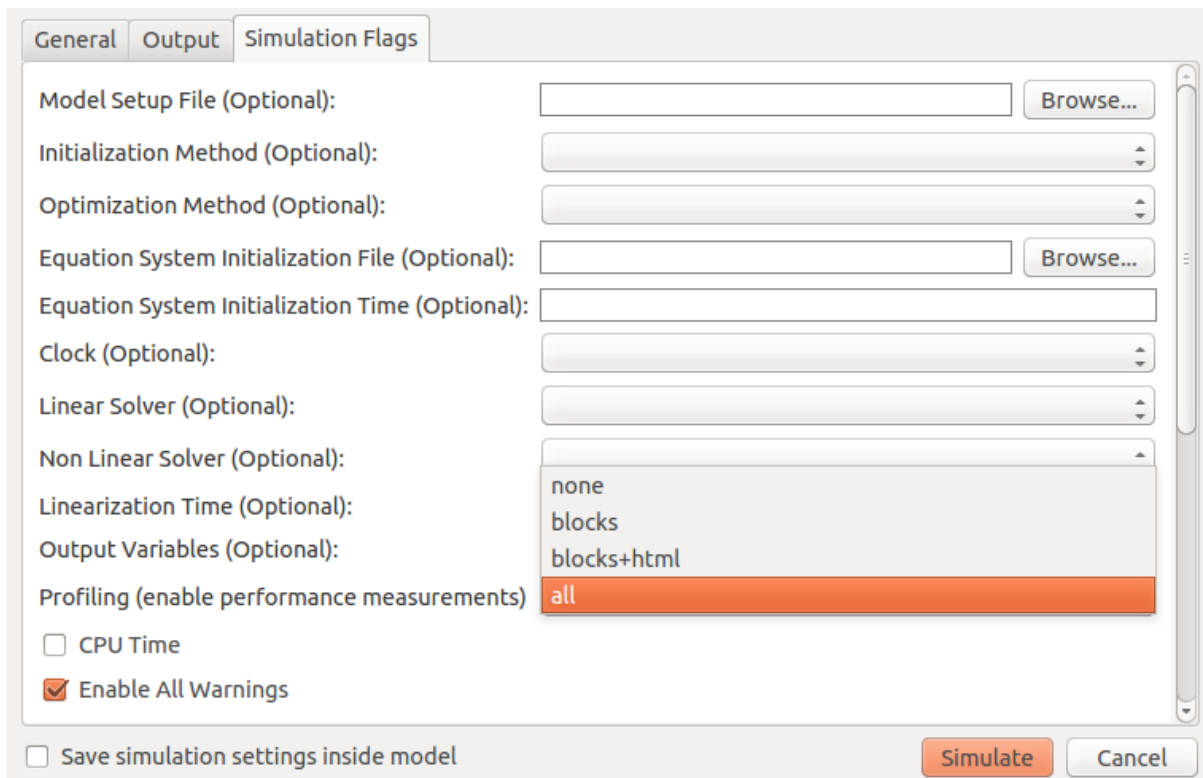 General Output Simulation Flags
Model Setup File (Optional): Browse...
Initialization Method (Optional):
Optimization Method (Optional):
Equation System Initialization File (Optional): Browse...
Equation System Initialization Time (Optional):
Clock (Optional):
Linear Solver (Optional):
Non Linear Solver (Optional):
none
Linearization Time (Optional):
blocks
Output Variables (Optional):
blocks+html
Profiling (enable performance measurements) all
CPU Time
Enable All Warnings
Save simulation settings inside model Simulate Cancel